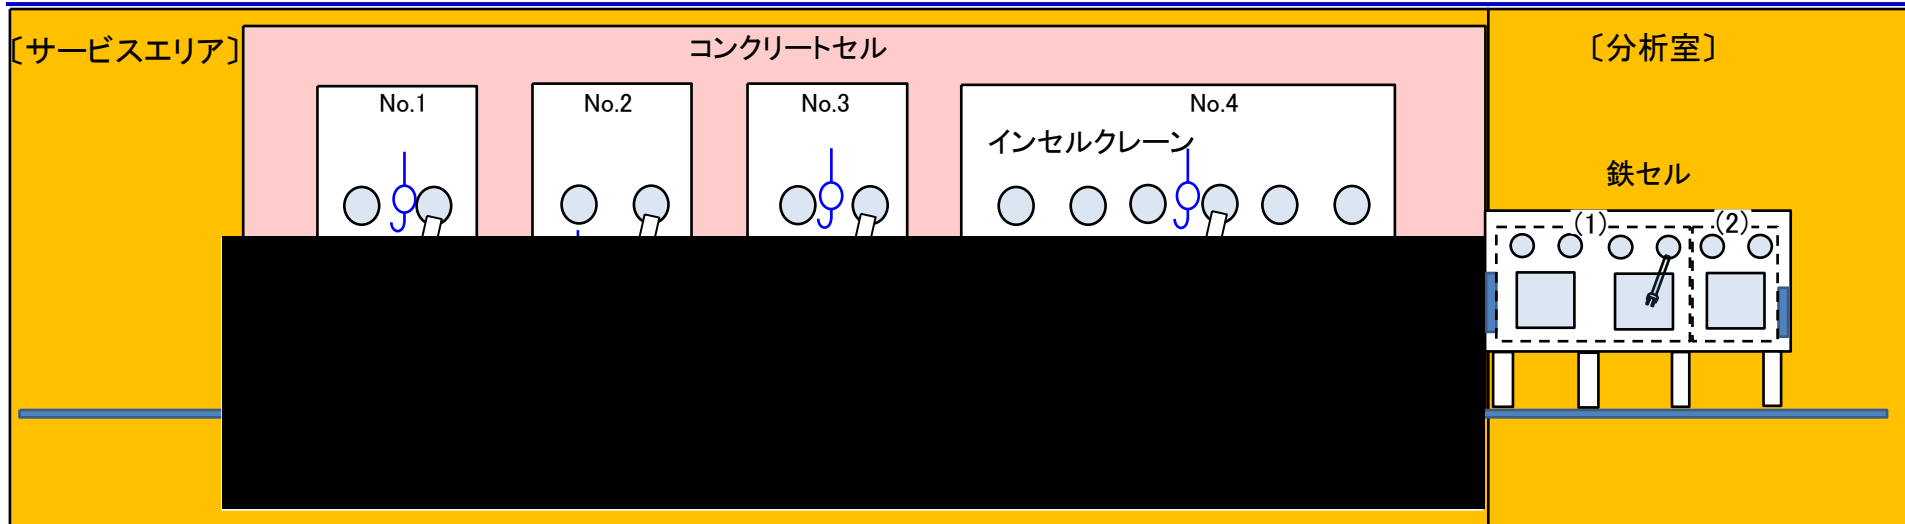 〔サービスエリア〕
コンクリートセル
〔分析室〕
No.1
No.2
No.3
No.4
インセルクレーン
鉄セル
(1)
(2)